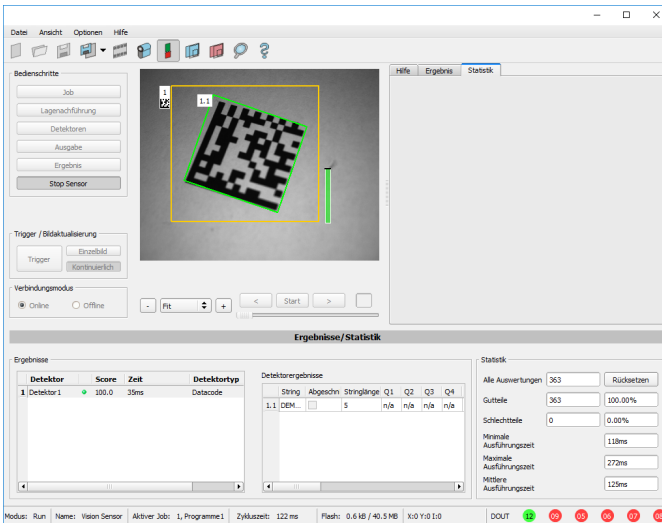 Datei Ansicht Optionen Hilfe
Bedienschritte
Job
Lagenachführung
Detektoren
Ausgabe
Ergebnis
Stop Sensor
Trigger / Bildaktualisierung
Trigger
Einzelbild
Kontinuierlich
Verbindungsmodus
Online Offline
1
1.1
- Fit + < Start >
Hilfe Ergebnis Statistik
Ergebnisse/Statistik
Ergebnisse
Detektor Score Zeit Detektortyp
1 Detektor1 100.0 35ms Datacode
Detektorergebnisse
String Abgeschn Stringlänge Q1 Q2 Q3 Q4
1.1 DEM... 5 n/a n/a n/a n/a
Statistik
Alle Auswertungen 363 Rücksetzen
Gutteile 363 100.00%
Schlechtteile 0 0.00%
Minimale
Ausführungszeit 118ms
Maximale
Ausführungszeit 272ms
Mittlere
Ausführungszeit 125ms
Modus: Run Name: Vision Sensor Aktiver Job: 1, Programme1 Zykluszeit: 122 ms Flash: 0.6 kB / 40.5 MB X:0 Y:0 I:0 DOUT 12 09 05 06 07 08